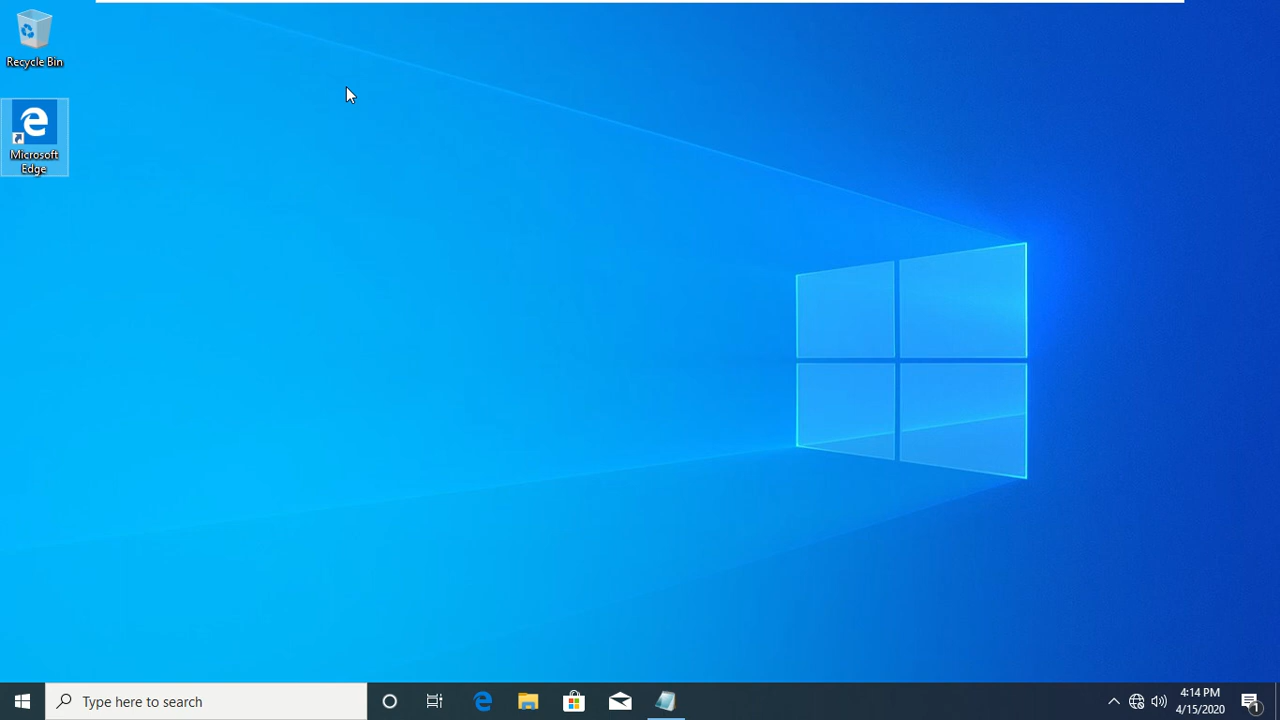 Recycle Bin
Microsoft
Edge
Type here to search
4:14 PM
4/15/2020
1